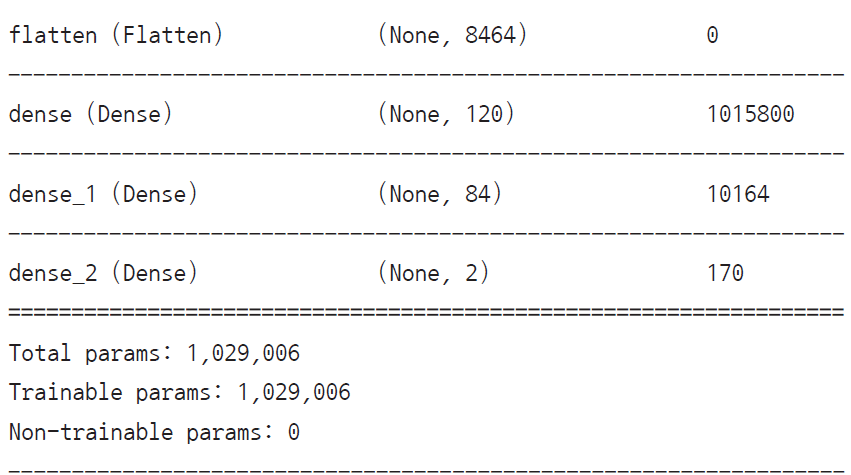 flatten (Flatten) (None, 8464) 0
_________________________________________________________________
dense (Dense) (None, 120) 1015800
_________________________________________________________________
dense_1 (Dense) (None, 84) 10164
_________________________________________________________________
dense_2 (Dense) (None, 2) 170
=================================================================
Total params: 1,029,006
Trainable params: 1,029,006
Non-trainable params: 0
_________________________________________________________________